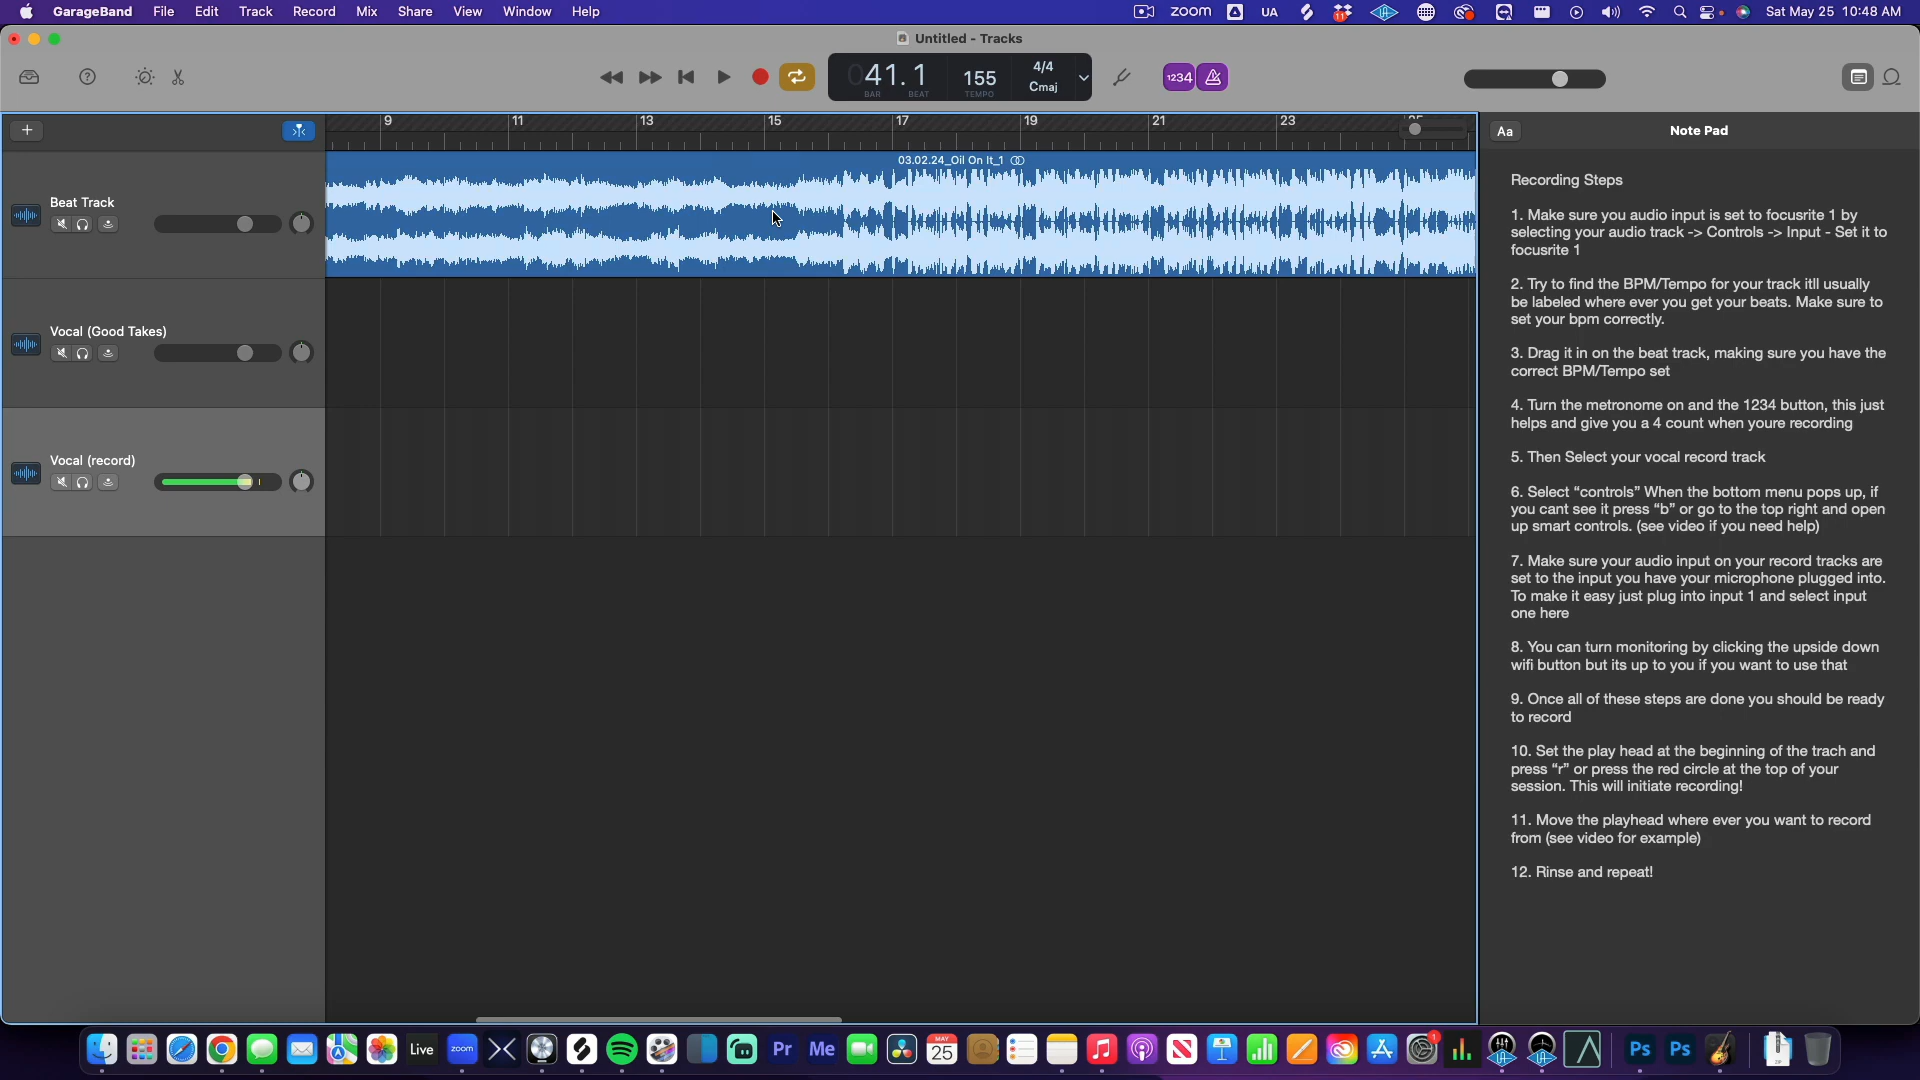 GarageBand File Edit Track Record Mix Share View Window Help
zoom UA 11 Sat May 25 10:48 AM
Untitled - Tracks
041.1 155 4/4 Cmaj
BAR BEAT TEMPO
1234
9 11 13 15 17 19 21 23 25
Aa Note Pad
03.02.24_Oil On It_1
Beat Track
Vocal (Good Takes)
Vocal (record)
Recording Steps
1. Make sure you audio input is set to focusrite 1 by
selecting your audio track -> Controls -> Input - Set it to
focusrite 1
2. Try to find the BPM/Tempo for your track itll usually
be labeled where ever you get your beats. Make sure to
set your bpm correctly.
3. Drag it in on the beat track, making sure you have the
correct BPM/Tempo set
4. Turn the metronome on and the 1234 button, this just
helps and give you a 4 count when youre recording
5. Then Select your vocal record track
6. Select “controls” When the bottom menu pops up, if
you cant see it press “b” or go to the top right and open
up smart controls. (see video if you need help)
7. Make sure your audio input on your record tracks are
set to the input you have your microphone plugged into.
To make it easy just plug into input 1 and select input
one here
8. You can turn monitoring by clicking the upside down
wifi button but its up to you if you want to use that
9. Once all of these steps are done you should be ready
to record
10. Set the play head at the beginning of the trach and
press “r” or press the red circle at the top of your
session. This will initiate recording!
11. Move the playhead where ever you want to record
from (see video for example)
12. Rinse and repeat!
Live zoom Pr Me MAY 25 1 Ps Ps ZIP